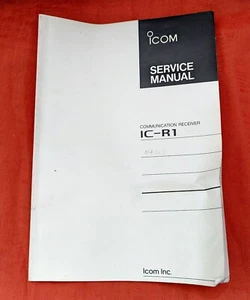 ICOM
SERVICE
MANUAL
COMMUNICATION RECEIVER
IC-R1
Icom Inc.